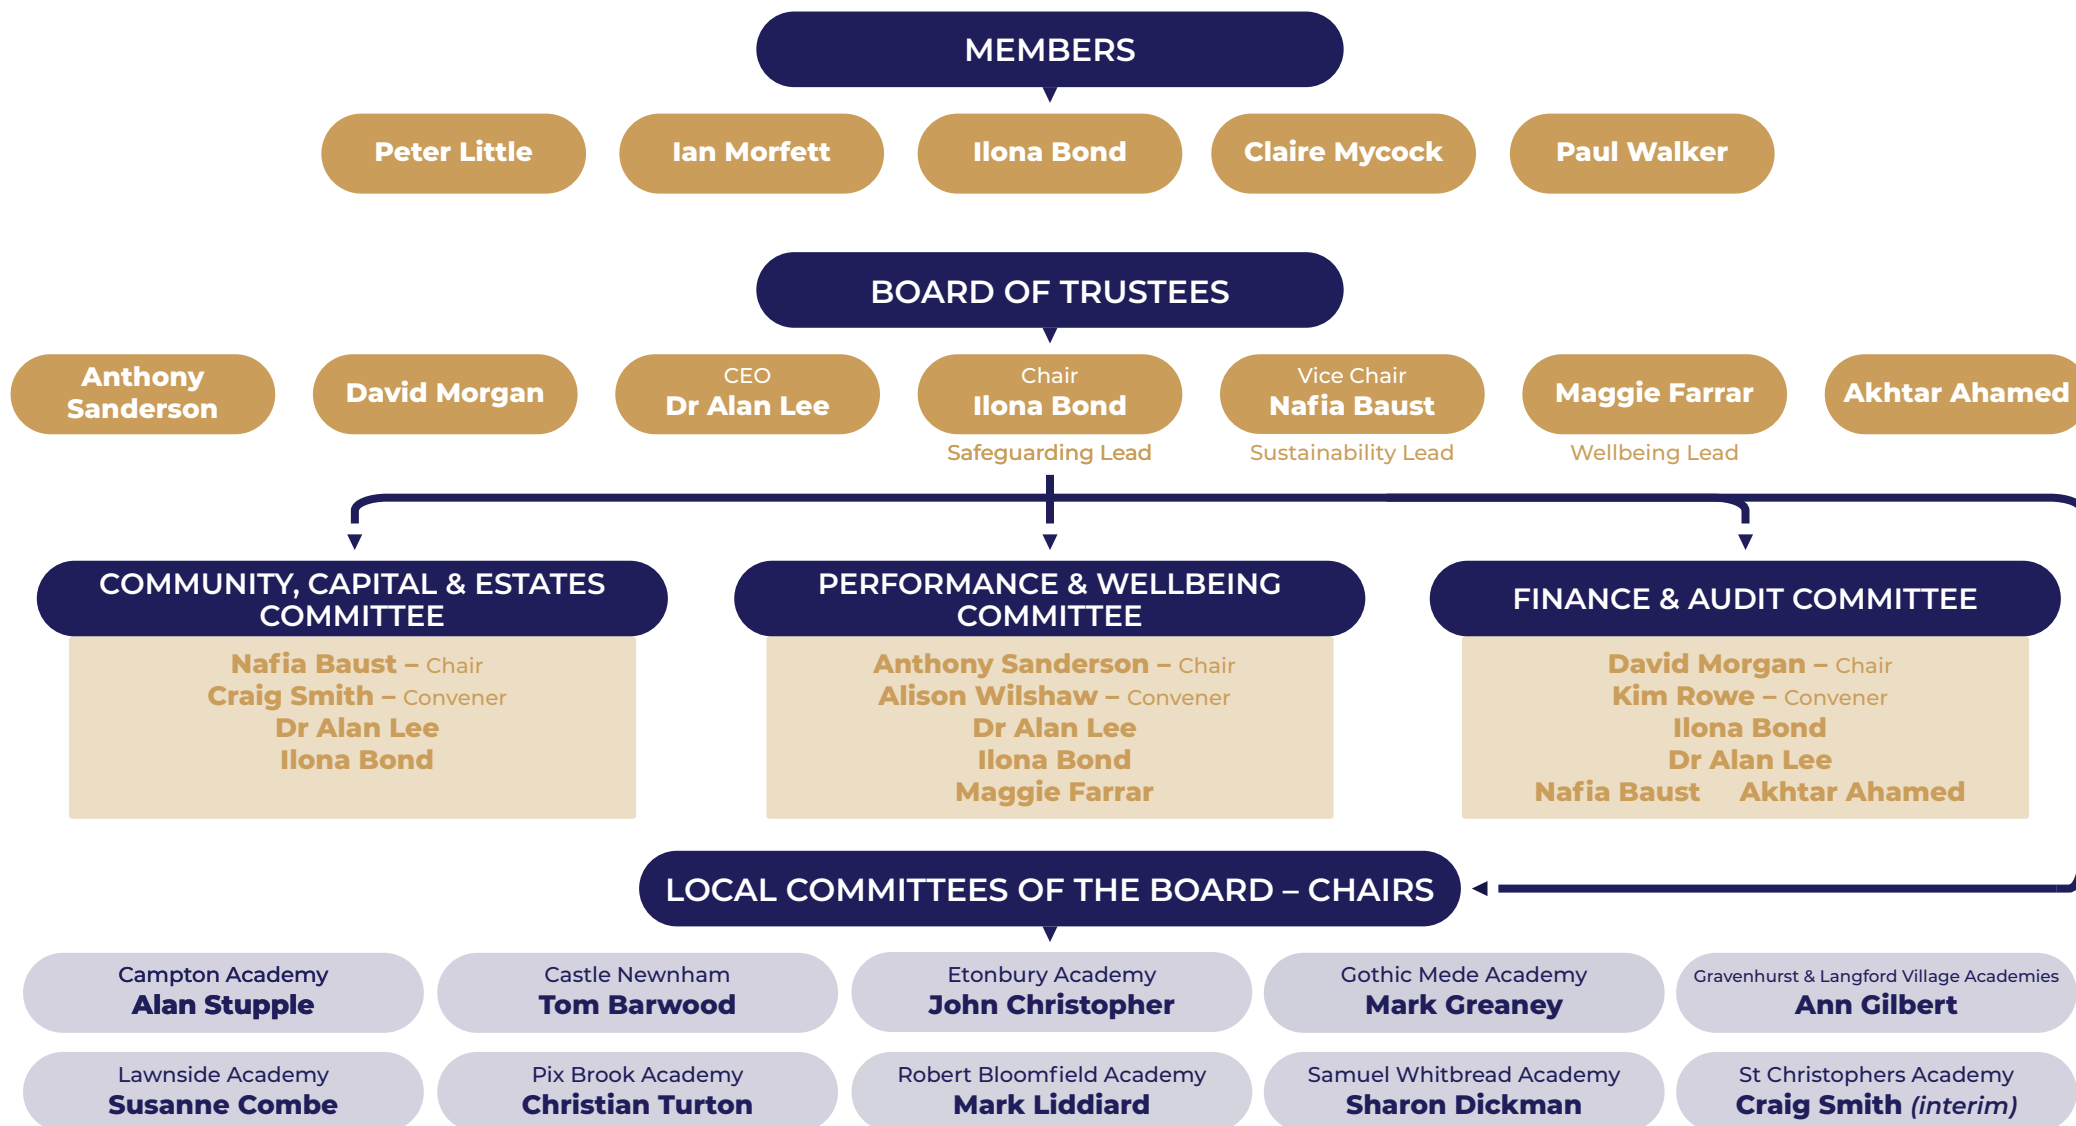 MEMBERS
Peter Little
Ian Morfett
Ilona Bond
Claire Mycock
Paul Walker
BOARD OF TRUSTEES
Anthony
Sanderson
David Morgan
CEO
Dr Alan Lee
Chair
Ilona Bond
Safeguarding Lead
Vice Chair
Nafia Baust
Sustainability Lead
Maggie Farrar
Wellbeing Lead
Akhtar Ahamed
COMMUNITY, CAPITAL & ESTATES
COMMITTEE
Nafia Baust – Chair
Craig Smith – Convener
Dr Alan Lee
Ilona Bond
PERFORMANCE & WELLBEING
COMMITTEE
Anthony Sanderson – Chair
Alison Wilshaw – Convener
Dr Alan Lee
Ilona Bond
Maggie Farrar
FINANCE & AUDIT COMMITTEE
David Morgan – Chair
Kim Rowe – Convener
Ilona Bond
Dr Alan Lee
Nafia Baust Akhtar Ahamed
LOCAL COMMITTEES OF THE BOARD – CHAIRS
Campton Academy
Alan Stupple
Castle Newnham
Tom Barwood
Etonbury Academy
John Christopher
Gothic Mede Academy
Mark Greaney
Gravenhurst & Langford Village Academies
Ann Gilbert
Lawnside Academy
Susanne Combe
Pix Brook Academy
Christian Turton
Robert Bloomfield Academy
Mark Liddiard
Samuel Whitbread Academy
Sharon Dickman
St Christophers Academy
Craig Smith (interim)